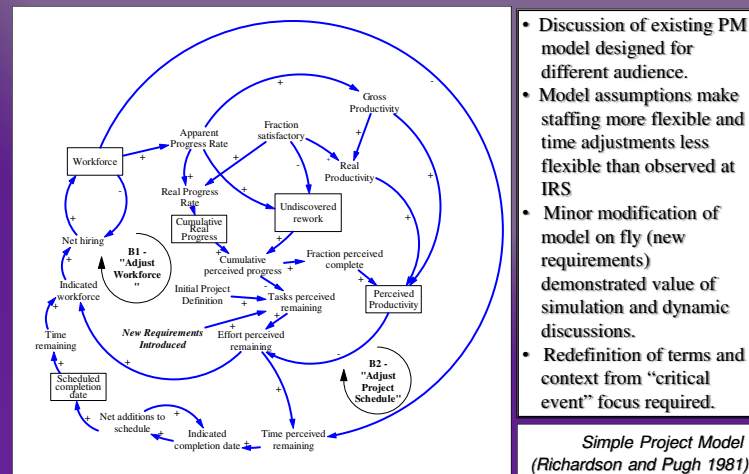 Gross
Productivity
Fraction
satisfactory
Apparent
Progress Rate
Workforce
Real
Productivity
Real Progress
Rate
Undiscovered
rework
Cumulative
Real
Progress
Net hiring
B1 -
"Adjust
Workforce
"
Cumulative
perceived progress
Fraction perceived
complete
Indicated
workforce
Initial Project
Definition
Tasks perceived
remaining
Perceived
Productivity
New Requirements
Introduced
Effort perceived
remaining
Time
remaining
B2 -
"Adjust
Project
Schedule"
Scheduled
completion
date
Net additions to
schedule
Indicated
completion date
Time perceived
remaining
• Discussion of existing PM
model designed for
different audience.
• Model assumptions make
staffing more flexible and
time adjustments less
flexible than observed at
IRS
• Minor modification of
model on fly (new
requirements)
demonstrated value of
simulation and dynamic
discussions.
• Redefinition of terms and
context from “critical
event” focus required.
Simple Project Model
(Richardson and Pugh 1981)